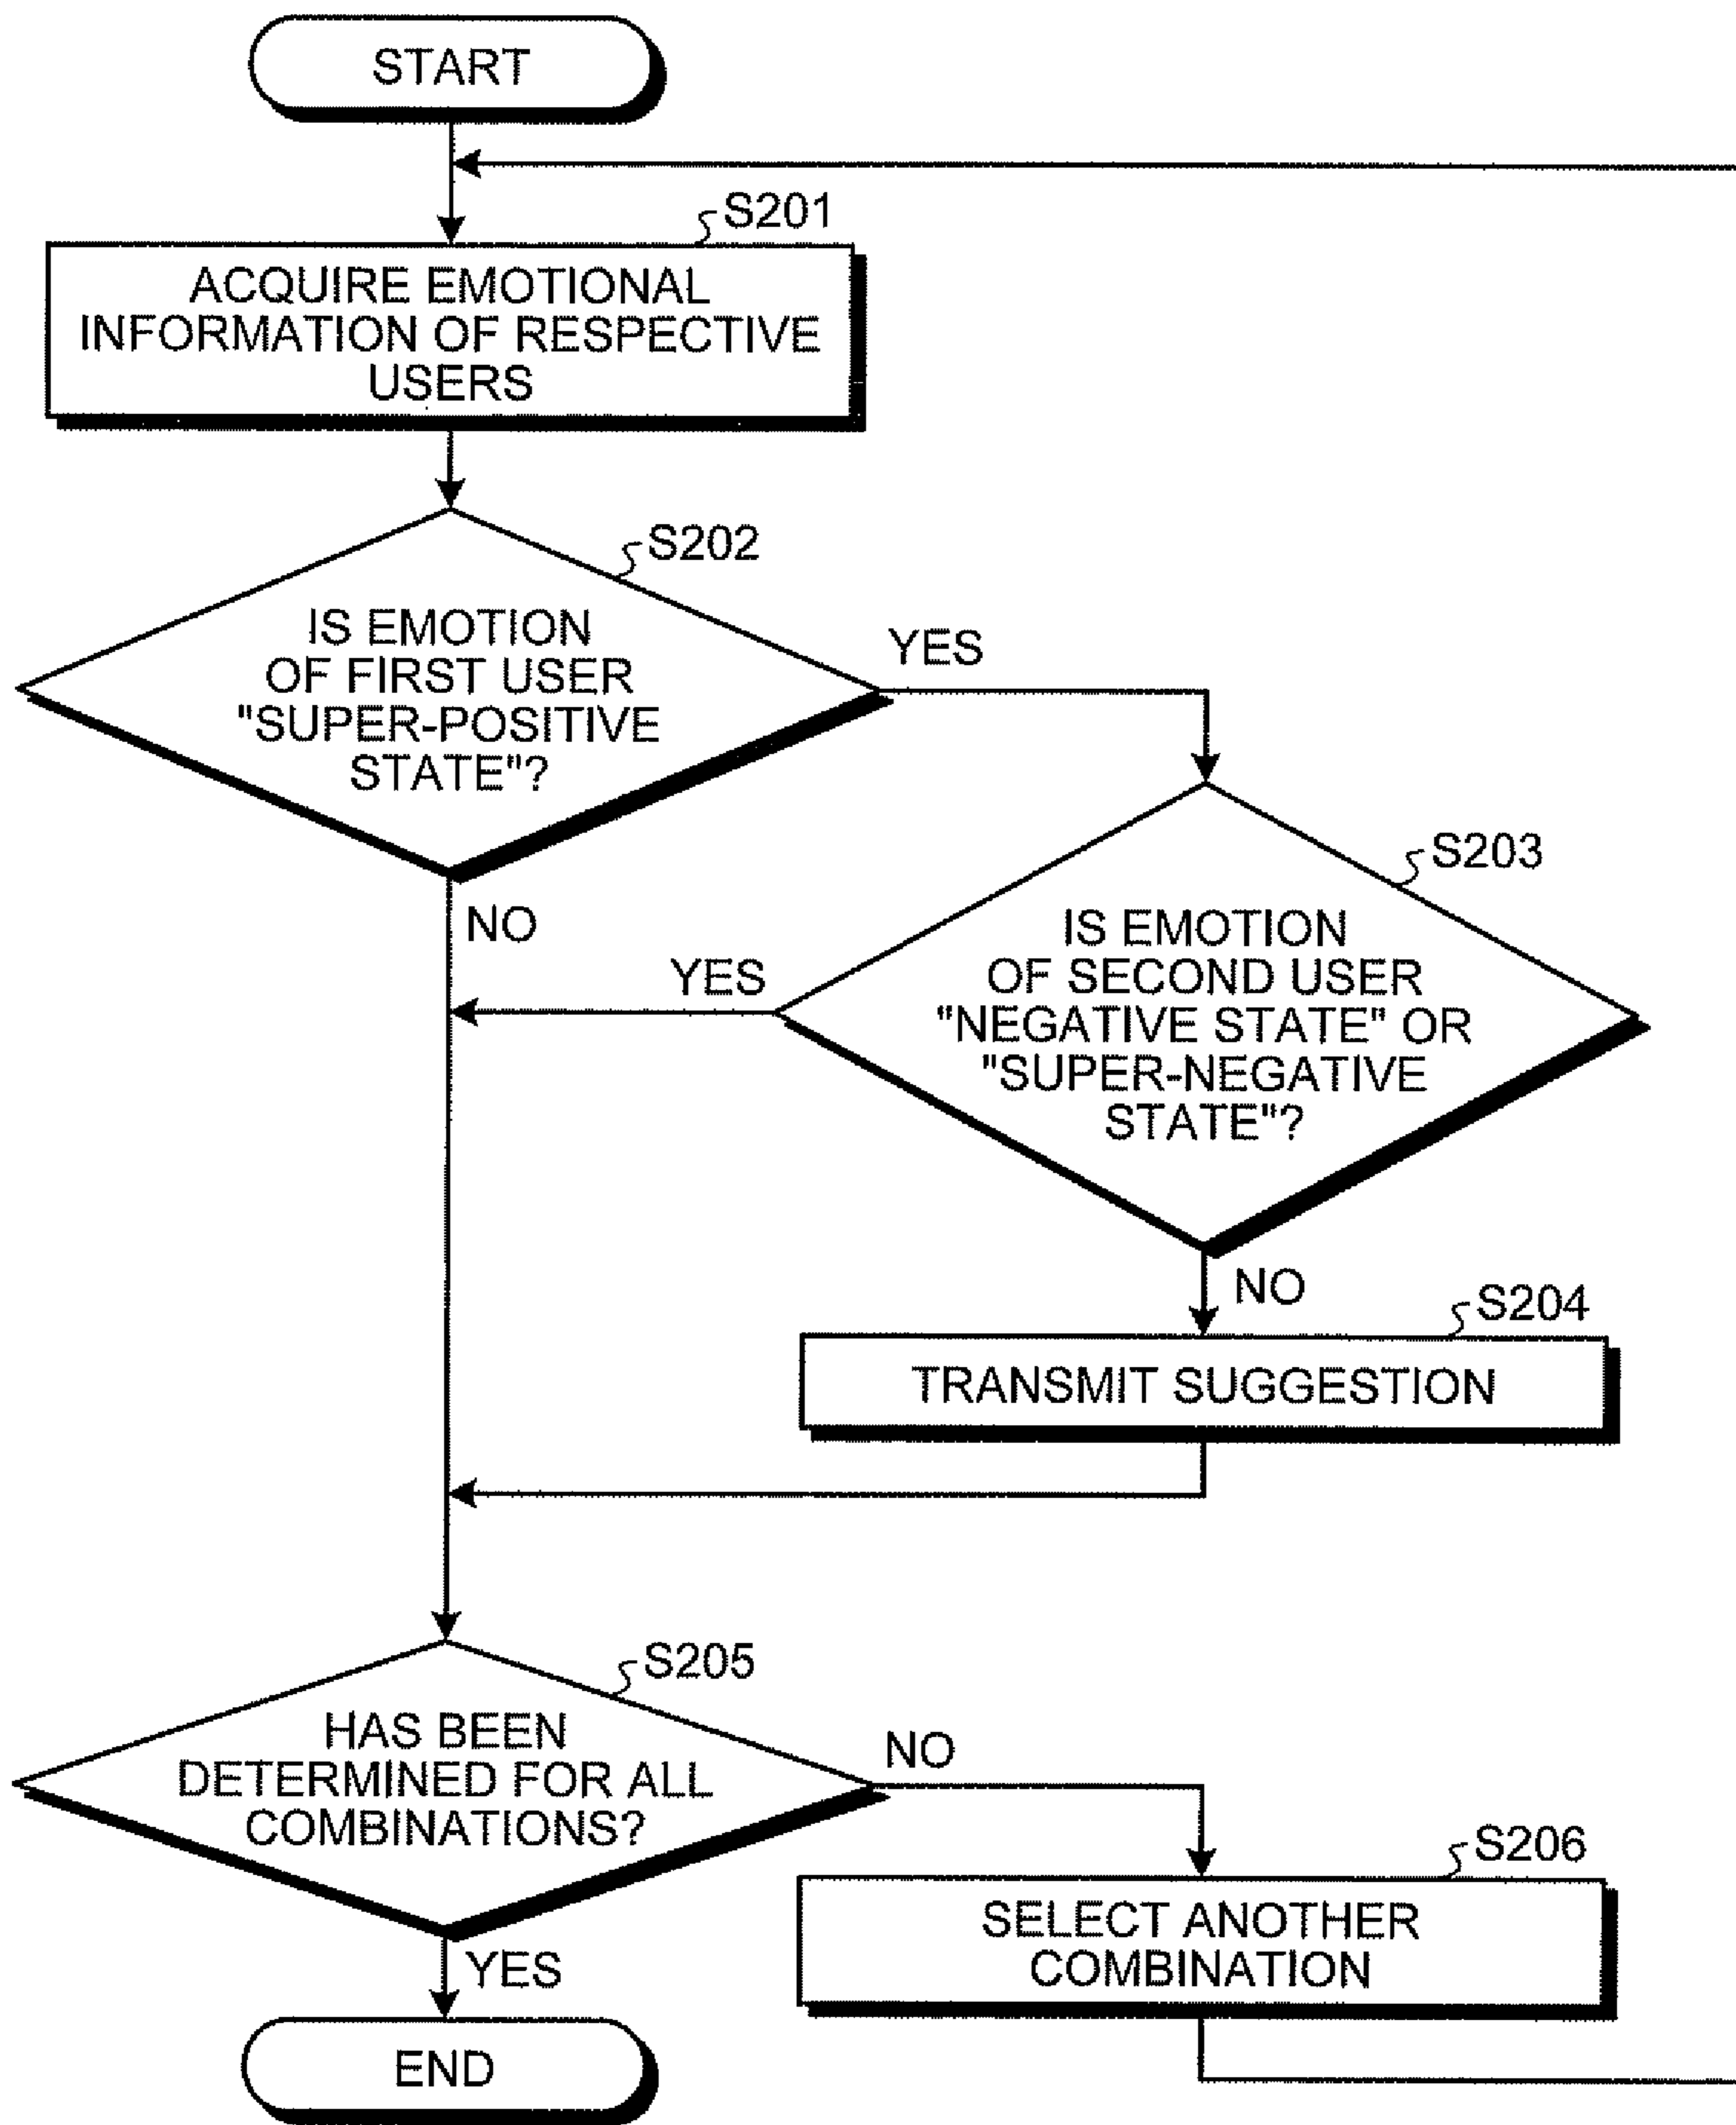 START
S201
ACQUIRE EMOTIONAL
INFORMATION OF RESPECTIVE
USERS
S202
IS EMOTION
OF FIRST USER
"SUPER-POSITIVE
STATE"?
YES
NO
S203
IS EMOTION
OF SECOND USER
"NEGATIVE STATE" OR
"SUPER-NEGATIVE
STATE"?
YES
NO
S204
TRANSMIT SUGGESTION
S205
HAS BEEN
DETERMINED FOR ALL
COMBINATIONS?
NO
S206
SELECT ANOTHER
COMBINATION
YES
END